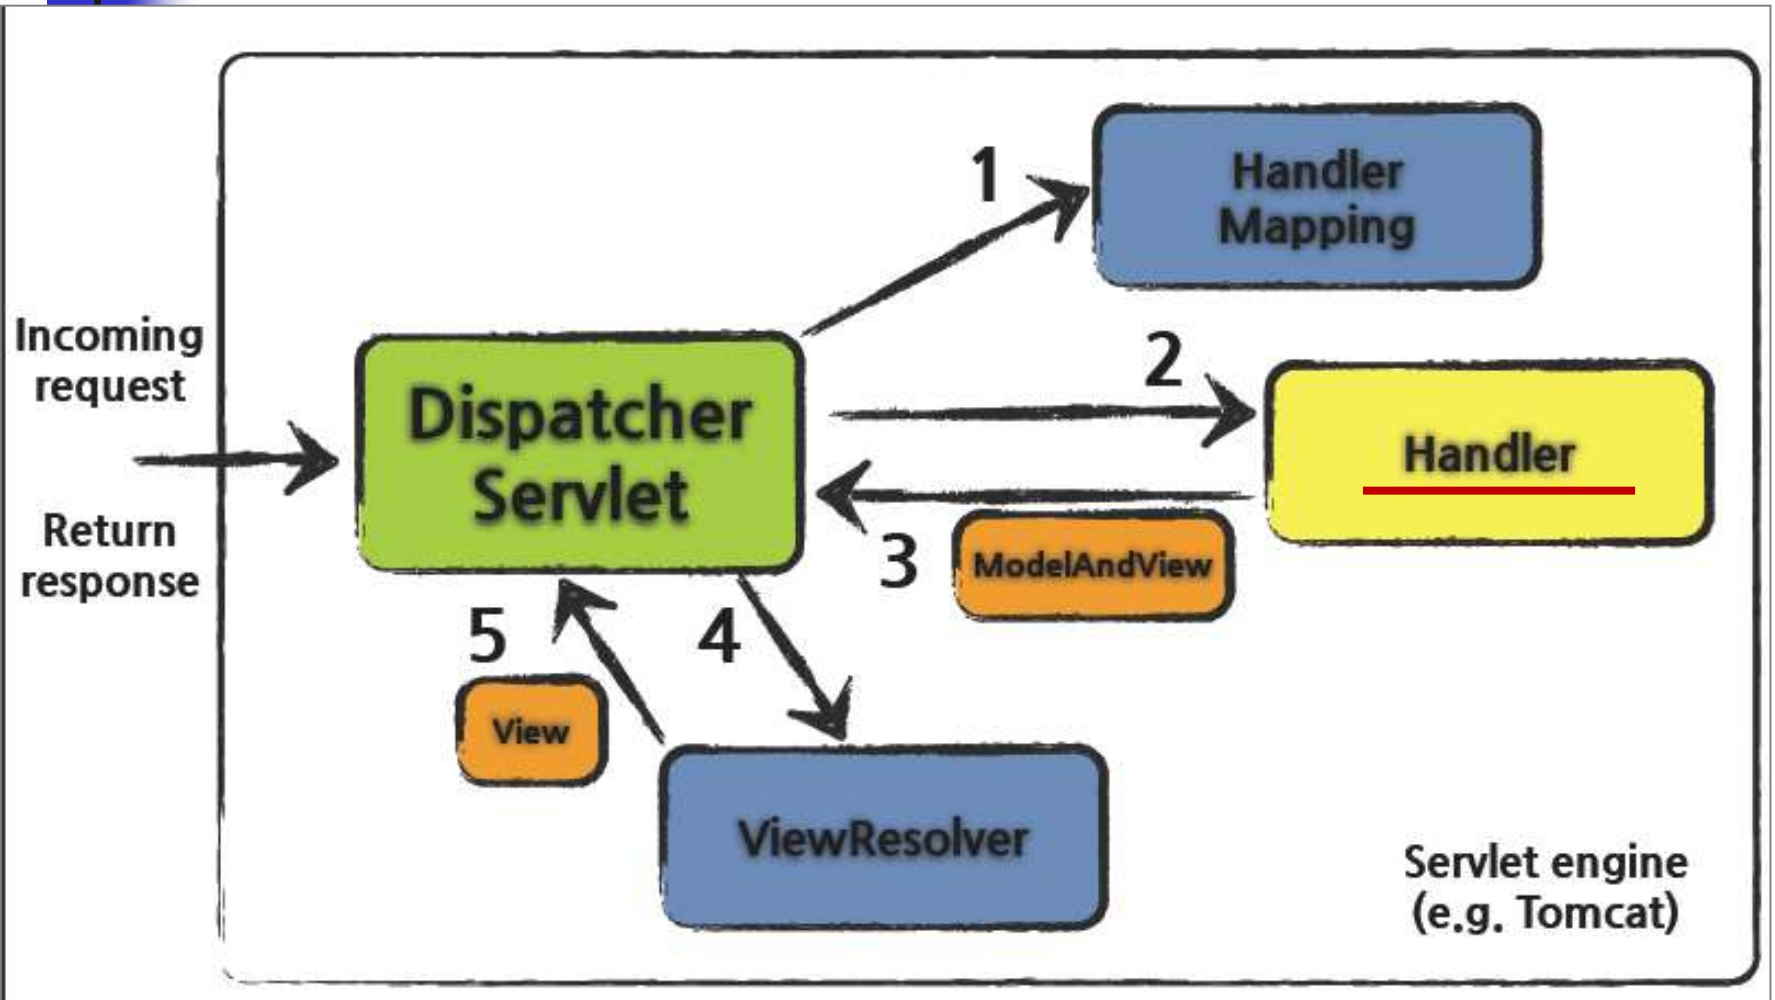 1
Handler
Mapping
Incoming
request
2
Dispatcher
Servlet
Handler
Return
response
3
ModelAndView
5
4
View
ViewResolver
Servlet engine
(e.g. Tomcat)